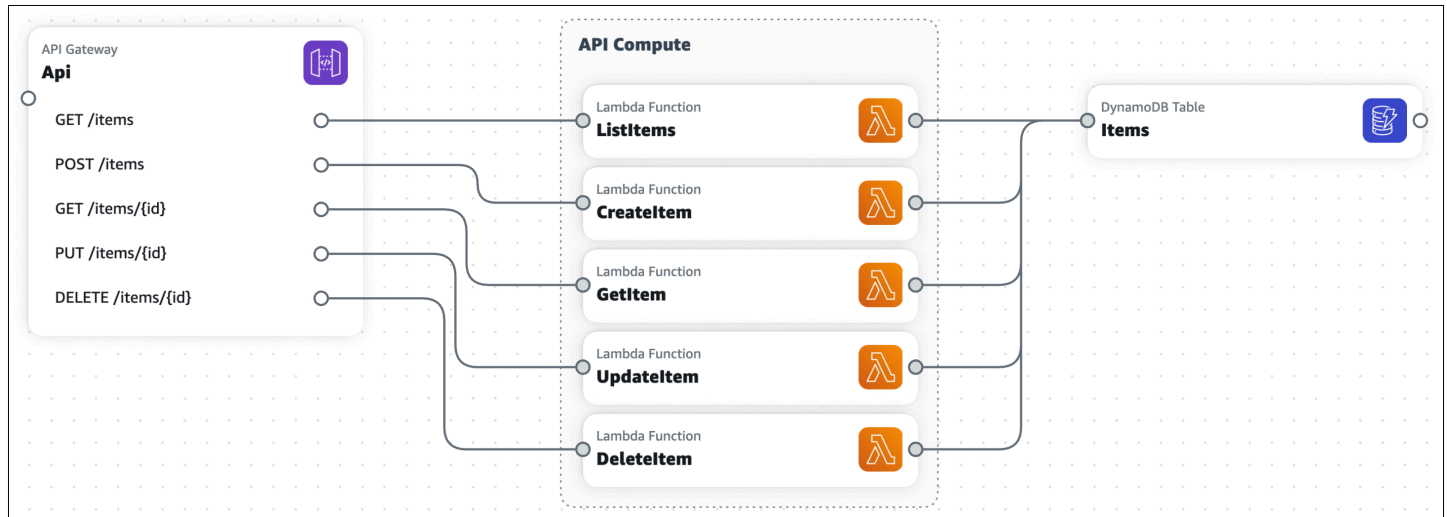 API Gateway
Api
GET /items
POST /items
GET /items/{id}
PUT /items/{id}
DELETE /items/{id}
API Compute
Lambda Function
ListItems
Lambda Function
CreateItem
Lambda Function
GetItem
Lambda Function
UpdateItem
Lambda Function
DeleteItem
DynamoDB Table
Items